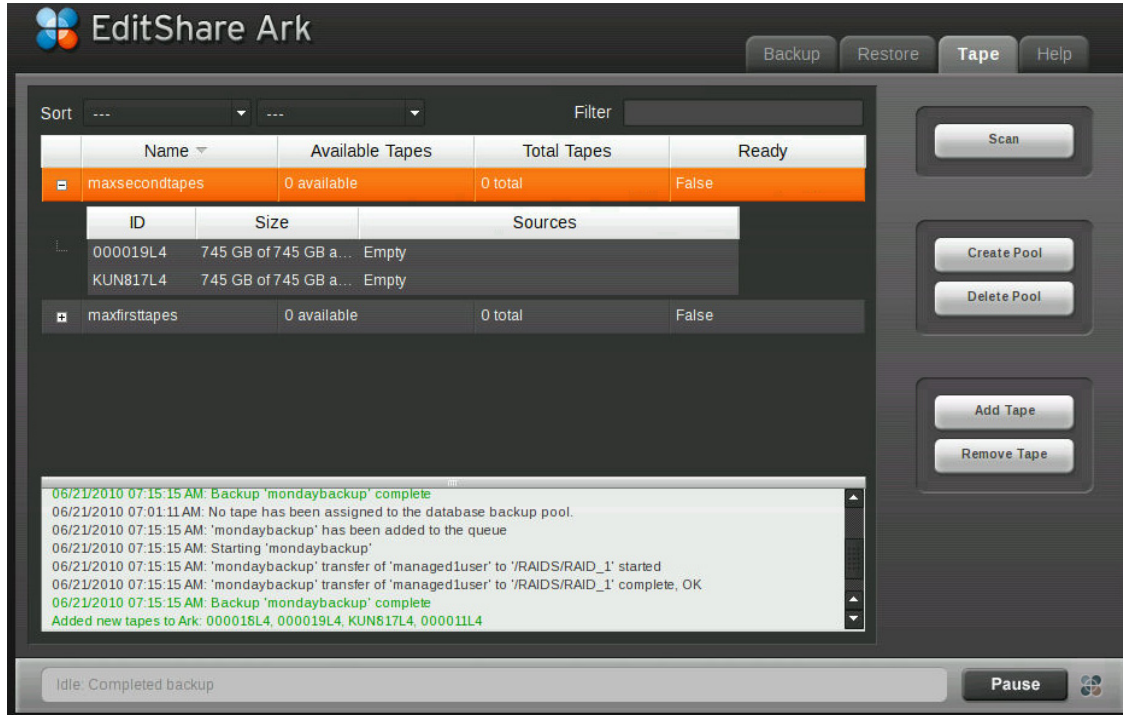 EditShare Ark
Backup Restore Tape Help
Sort --- --- Filter
Name Available Tapes Total Tapes Ready
maxsecondtapes 0 available 0 total False
ID Size Sources
000019L4 745 GB of 745 GB a... Empty
KUN817L4 745 GB of 745 GB a... Empty
maxfirsttapes 0 available 0 total False
Scan
Create Pool
Delete Pool
Add Tape
Remove Tape
06/21/2010 07:15:15 AM: Backup 'mondaybackup' complete
06/21/2010 07:01:11 AM: No tape has been assigned to the database backup pool.
06/21/2010 07:15:15 AM: 'mondaybackup' has been added to the queue
06/21/2010 07:15:15 AM: Starting 'mondaybackup'
06/21/2010 07:15:15 AM: 'mondaybackup' transfer of 'managed1user' to '/RAIDS/RAID_1' started
06/21/2010 07:15:15 AM: 'mondaybackup' transfer of 'managed1user' to '/RAIDS/RAID_1' complete, OK
06/21/2010 07:15:15 AM: Backup 'mondaybackup' complete
Added new tapes to Ark: 000018L4, 000019L4, KUN817L4, 000011L4
Idle: Completed backup
Pause